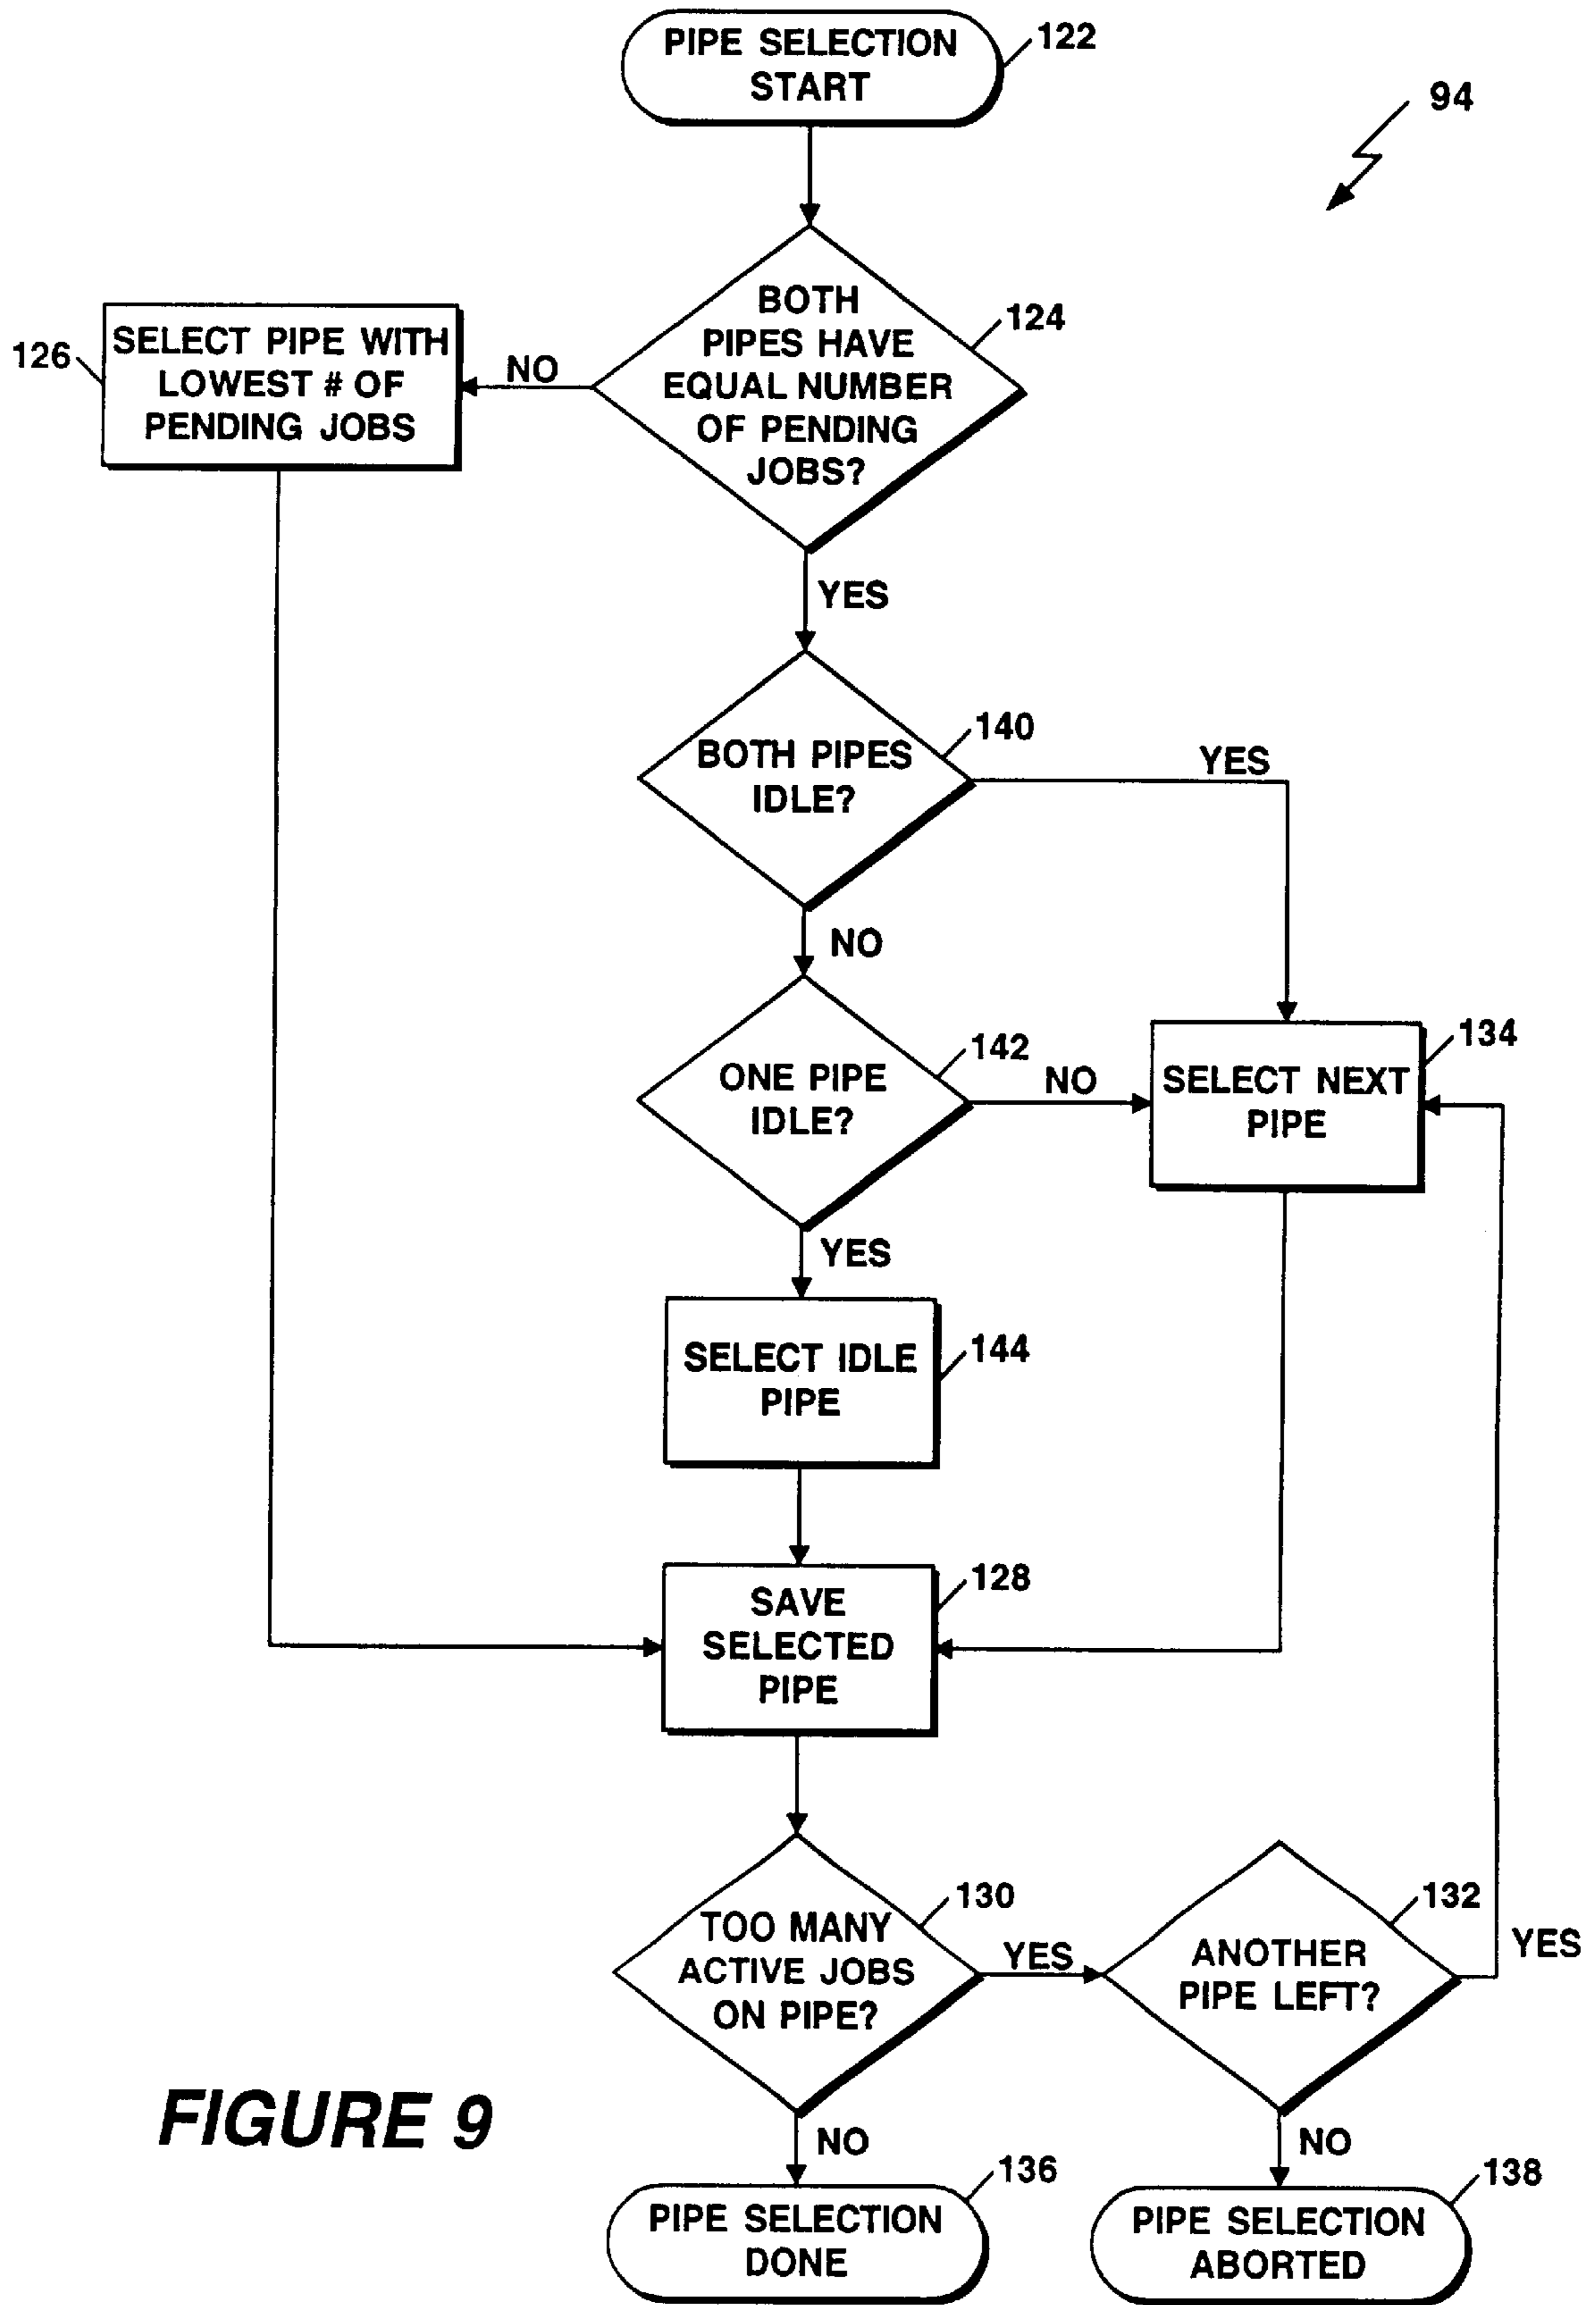 PIPE SELECTION
START
122
94
BOTH
PIPES HAVE
EQUAL NUMBER
OF PENDING
JOBS?
124
NO
126
SELECT PIPE WITH
LOWEST # OF
PENDING JOBS
YES
BOTH PIPES
IDLE?
140
YES
NO
ONE PIPE
IDLE?
142
NO
134
SELECT NEXT
PIPE
YES
SELECT IDLE
PIPE
144
SAVE
SELECTED
PIPE
128
TOO MANY
ACTIVE JOBS
ON PIPE?
130
YES
ANOTHER
PIPE LEFT?
132
YES
NO
NO
PIPE SELECTION
DONE
136
PIPE SELECTION
ABORTED
138
FIGURE 9